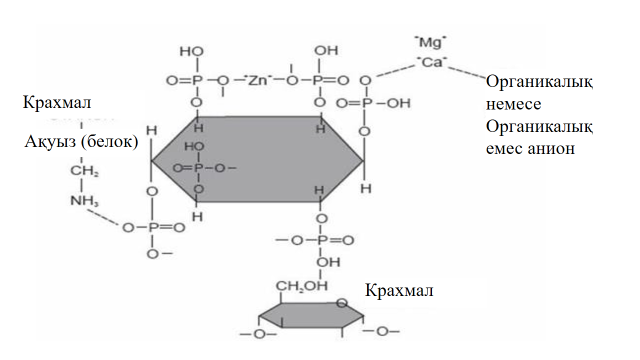 HO
OH
⁺Mg⁺
⁺Ca⁺
O=P–O–⁺Zn⁺–O–P=O
O
Органикалық
немесе
Органикалық
емес анион
Крахмал
O
O
O=P–OH
H
H
H
O
Ақуыз (белок)
HO
O=P–O–
CH₂
O
O
H
H
H
NH₃
O–P=O
O
O–
–O–P=O
OH
CH₂OH
Крахмал
O
–O–
–O–